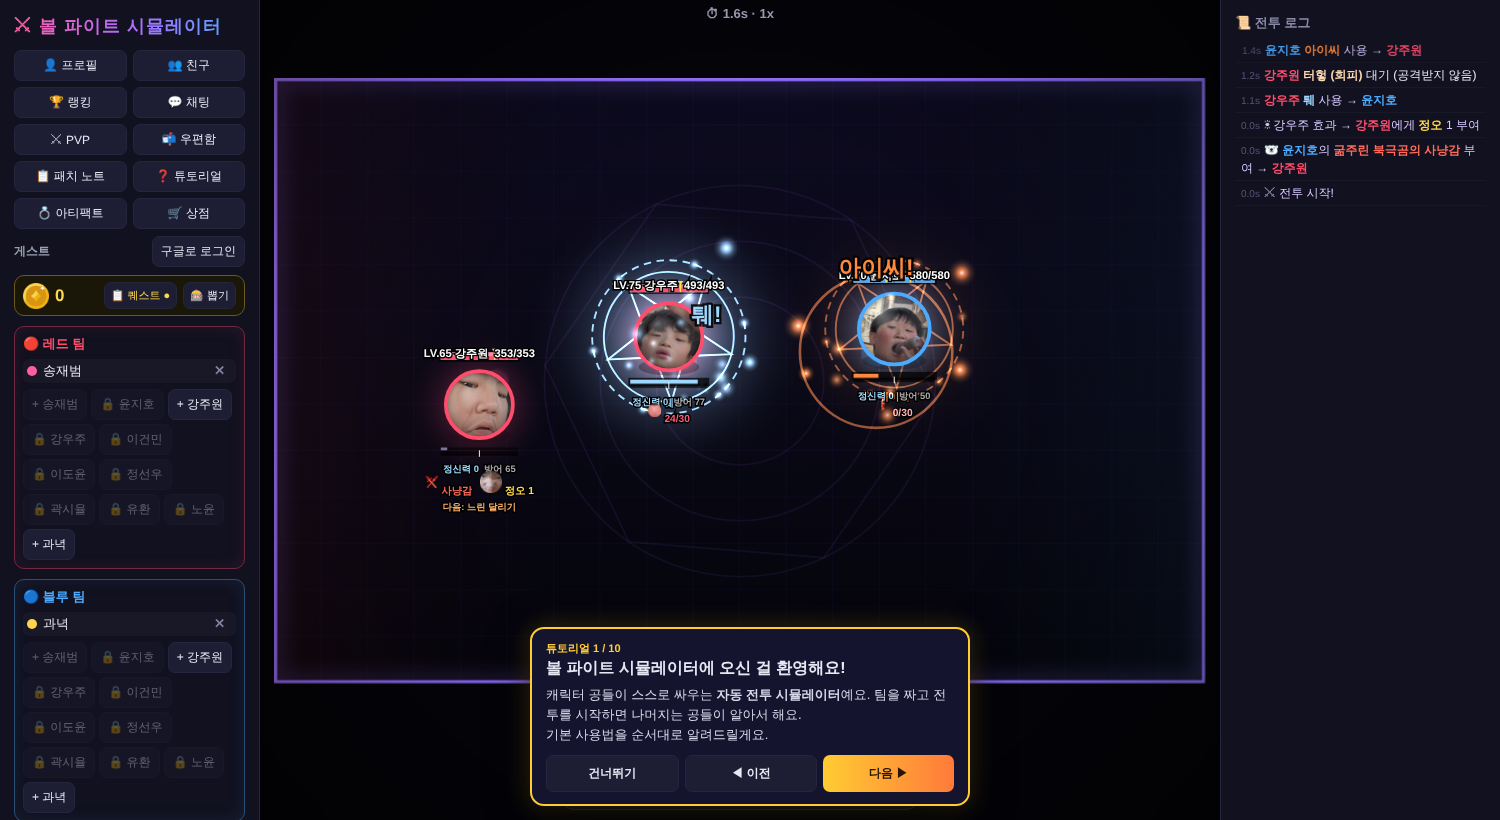 ⚔ 볼 파이트 시뮬레이터
👤 프로필
👥 친구
🏆 랭킹
💬 채팅
⚔ PVP
📬 우편함
📋 패치 노트
❓ 튜토리얼
💍 아티팩트
🛒 상점
게스트
구글로 로그인
0
📋 퀘스트 ●
🎰 뽑기
🔴 레드 팀
송재범 ✕
+ 송재범
🔒 윤지호
+ 강주원
🔒 강우주
🔒 이건민
🔒 이도윤
🔒 정선우
🔒 곽시율
🔒 유환
🔒 노윤
+ 과녁
🔵 블루 팀
과녁 ✕
+ 송재범
🔒 윤지호
+ 강주원
🔒 강우주
🔒 이건민
🔒 이도윤
🔒 정선우
🔒 곽시율
🔒 유환
🔒 노윤
+ 과녁
⏱ 1.6s · 1x
LV.75 강우주 493/493
퉤!
정신력 0 방어 77
24/30
아이씨!
580/580
정신력 0 방어 50
0/30
LV.65 강주원 353/353
정신력 0 방어 65
사냥감
정오 1
다음: 느린 달리기
튜토리얼 1 / 10
볼 파이트 시뮬레이터에 오신 걸 환영해요!
캐릭터 공들이 스스로 싸우는 자동 전투 시뮬레이터예요. 팀을 짜고 전
투를 시작하면 나머지는 공들이 알아서 해요.
기본 사용법을 순서대로 알려드릴게요.
건너뛰기
◀ 이전
다음 ▶
📜 전투 로그
1.4s 윤지호 아이씨 사용 → 강주원
1.2s 강주원 터헣 (회피) 대기 (공격받지 않음)
1.1s 강우주 퉤 사용 → 윤지호
0.0s ☀ 강우주 효과 → 강주원에게 정오 1 부여
0.0s 🐻‍❄️ 윤지호의 굶주린 북극곰의 사냥감 부
여 → 강주원
0.0s ⚔ 전투 시작!